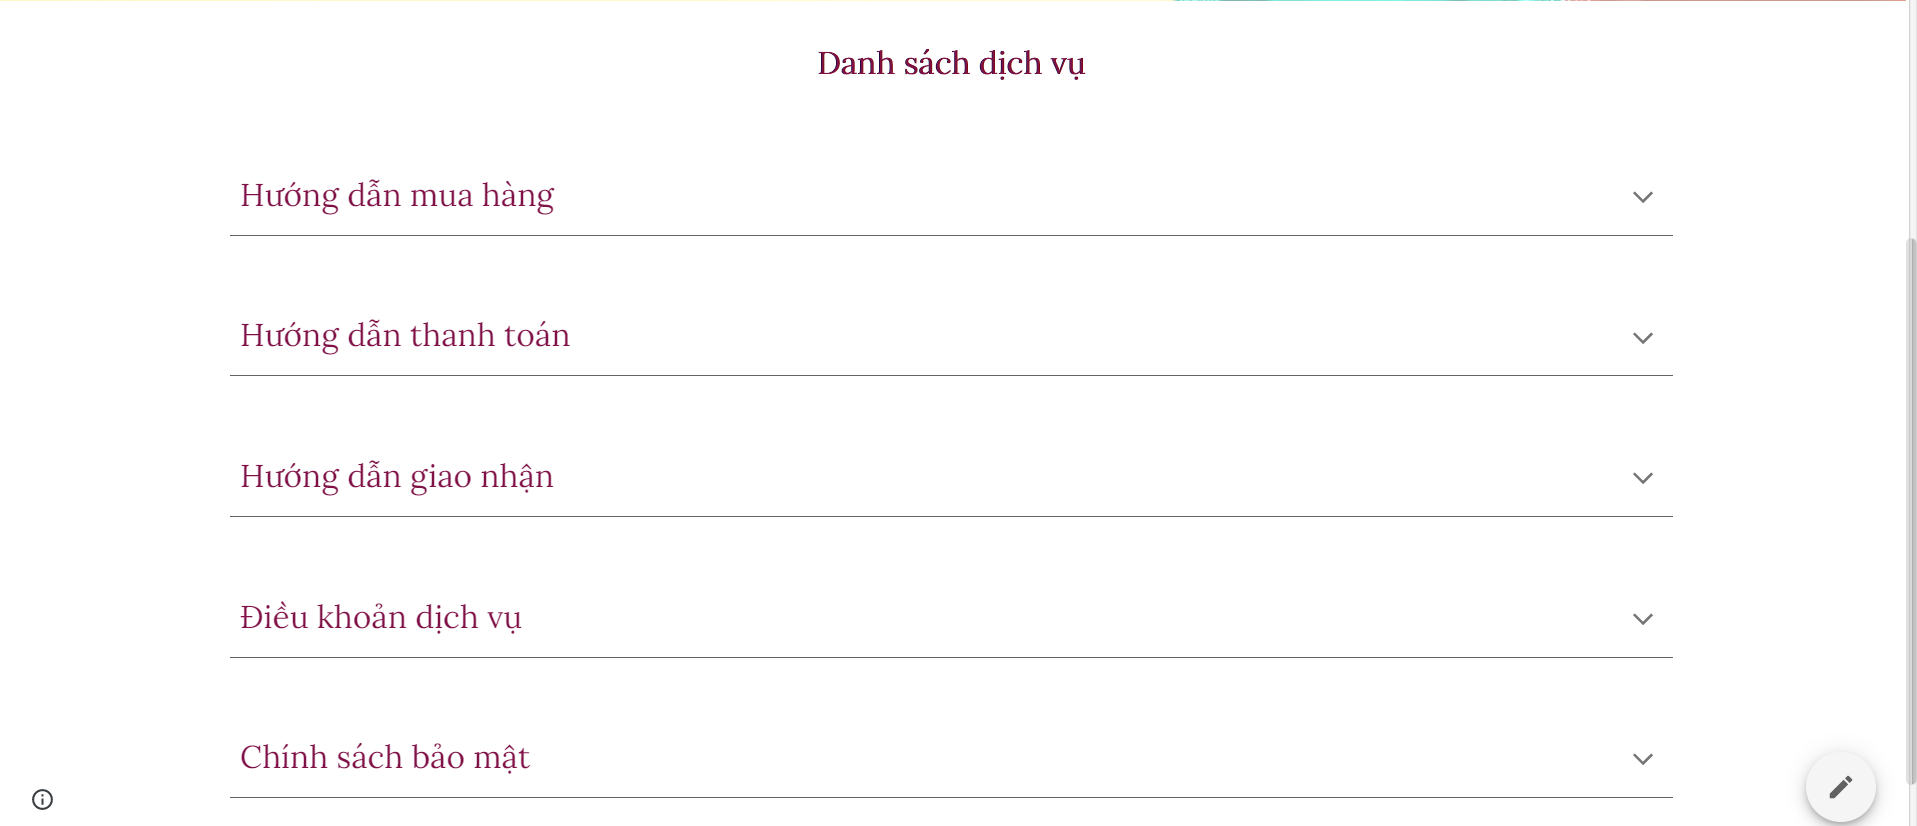 Danh sách dịch vụ
Hướng dẫn mua hàng
Hướng dẫn thanh toán
Hướng dẫn giao nhận
Điều khoản dịch vụ
Chính sách bảo mật